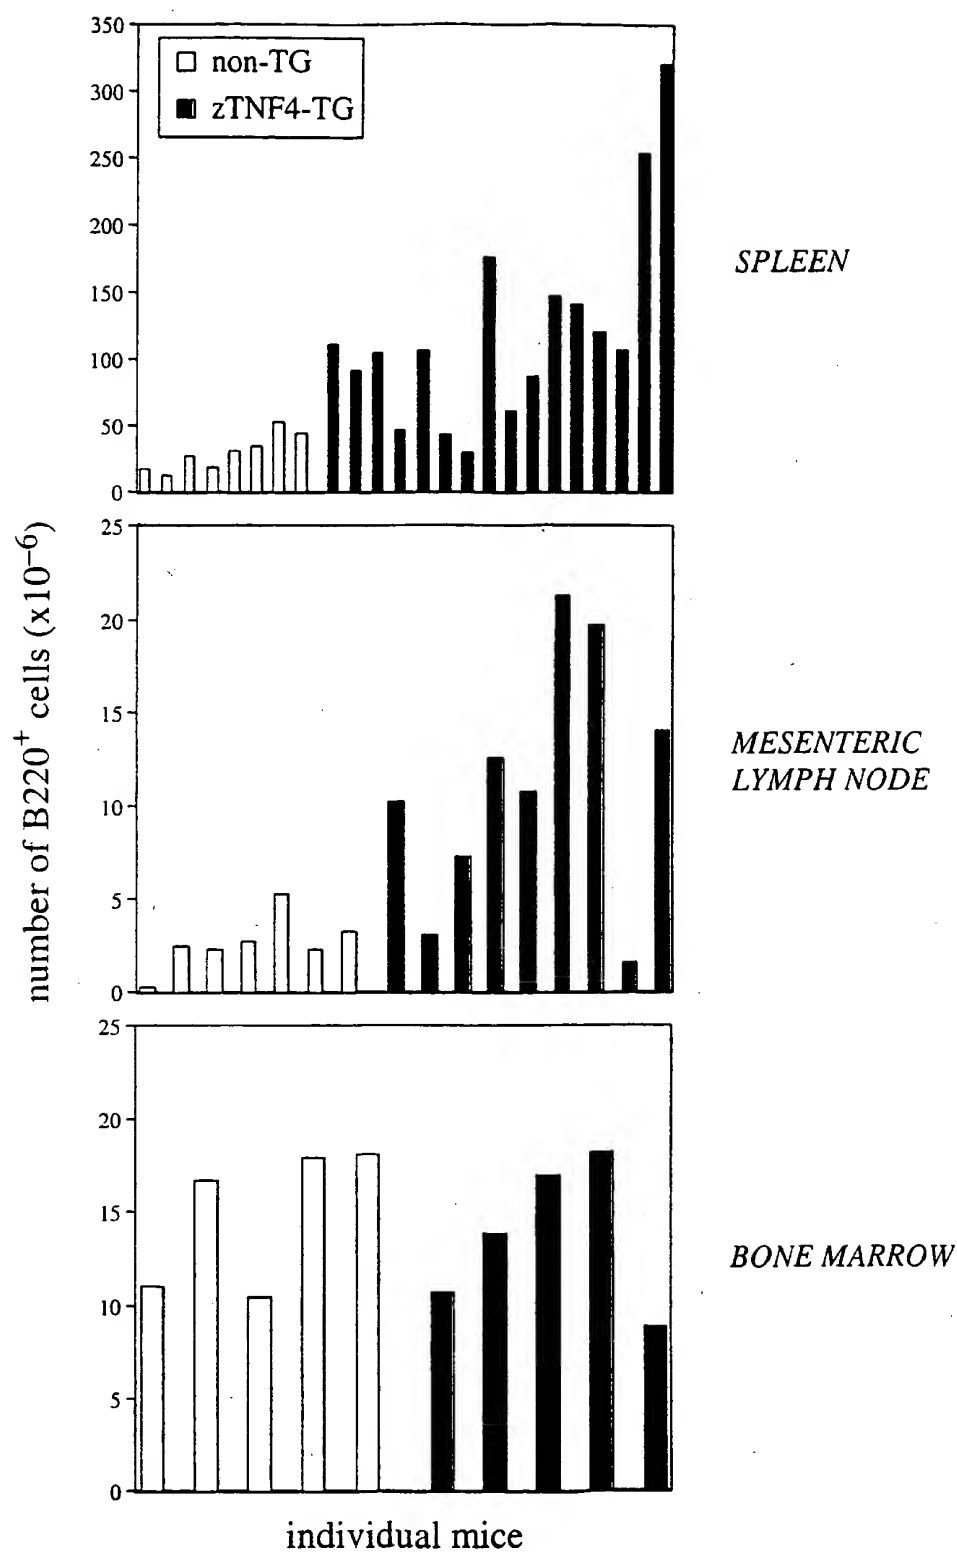 350
300
250
200
150
100
50
0
non-TG
zTNF4-TG
SPLEEN
25
20
15
10
5
0
MESENTERIC
LYMPH NODE
25
20
15
10
5
0
BONE MARROW
number of B220⁺ cells (x10⁻⁶)
individual mice